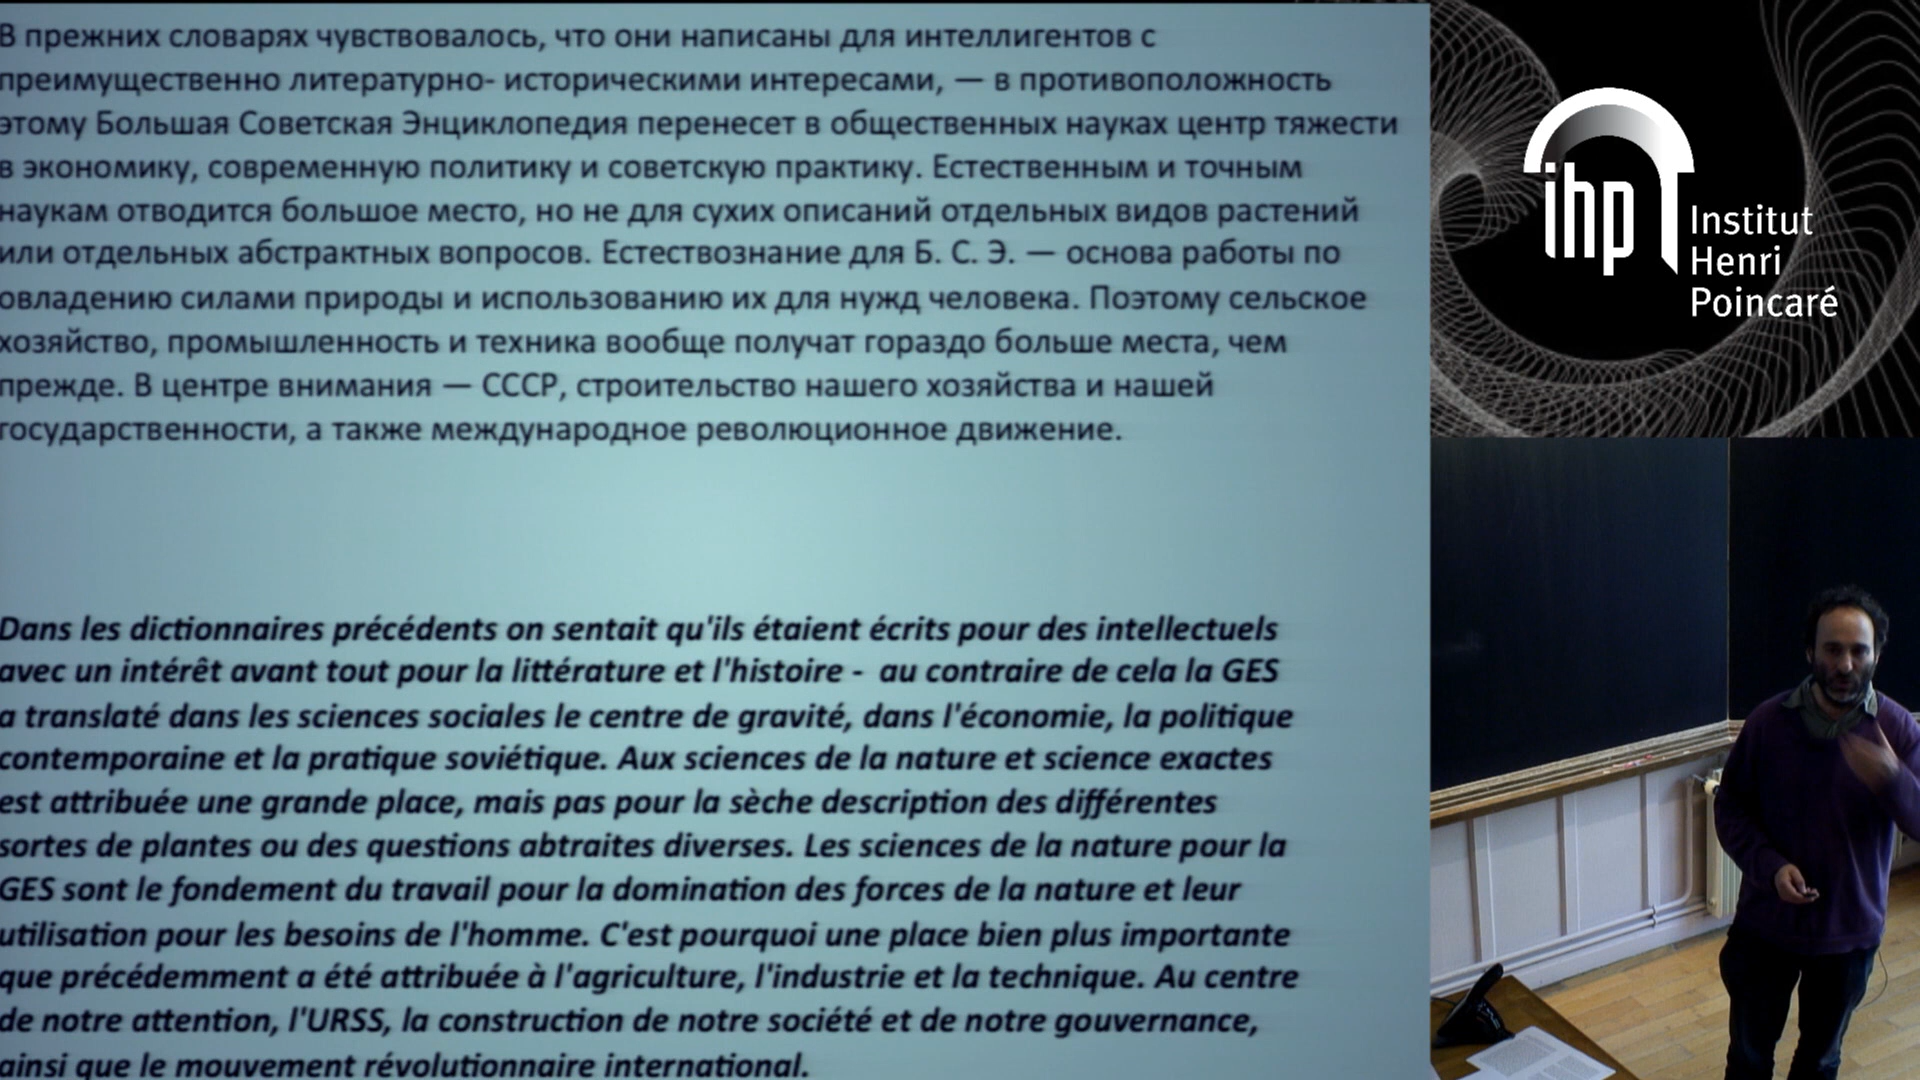 В прежних словарях чувствовалось, что они написаны для интеллигентов с
преимущественно литературно- историческими интересами, — в противоположность
этому Большая Советская Энциклопедия перенесет в общественных науках центр тяжести
в экономику, современную политику и советскую практику. Естественным и точным
наукам отводится большое место, но не для сухих описаний отдельных видов растений
или отдельных абстрактных вопросов. Естествознание для Б. С. Э. — основа работы по
овладению силами природы и использованию их для нужд человека. Поэтому сельское
хозяйство, промышленность и техника вообще получат гораздо больше места, чем
прежде. В центре внимания — СССР, строительство нашего хозяйства и нашей
государственности, а также международное революционное движение.
Dans les dictionnaires précédents on sentait qu'ils étaient écrits pour des intellectuels
avec un intérêt avant tout pour la littérature et l'histoire - au contraire de cela la GES
a translaté dans les sciences sociales le centre de gravité, dans l'économie, la politique
contemporaine et la pratique soviétique. Aux sciences de la nature et science exactes
est attribuée une grande place, mais pas pour la sèche description des différentes
sortes de plantes ou des questions abtraites diverses. Les sciences de la nature pour la
GES sont le fondement du travail pour la domination des forces de la nature et leur
utilisation pour les besoins de l'homme. C'est pourquoi une place bien plus importante
que précédemment a été attribuée à l'agriculture, l'industrie et la technique. Au centre
de notre attention, l'URSS, la construction de notre société et de notre gouvernance,
ainsi que le mouvement révolutionnaire international.
ihp
Institut
Henri
Poincaré